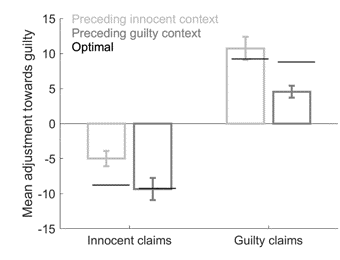 Preceding innocent context
Preceding guilty context
Optimal
Mean adjustment towards guilty
15
10
5
0
-5
-10
-15
Innocent claims
Guilty claims